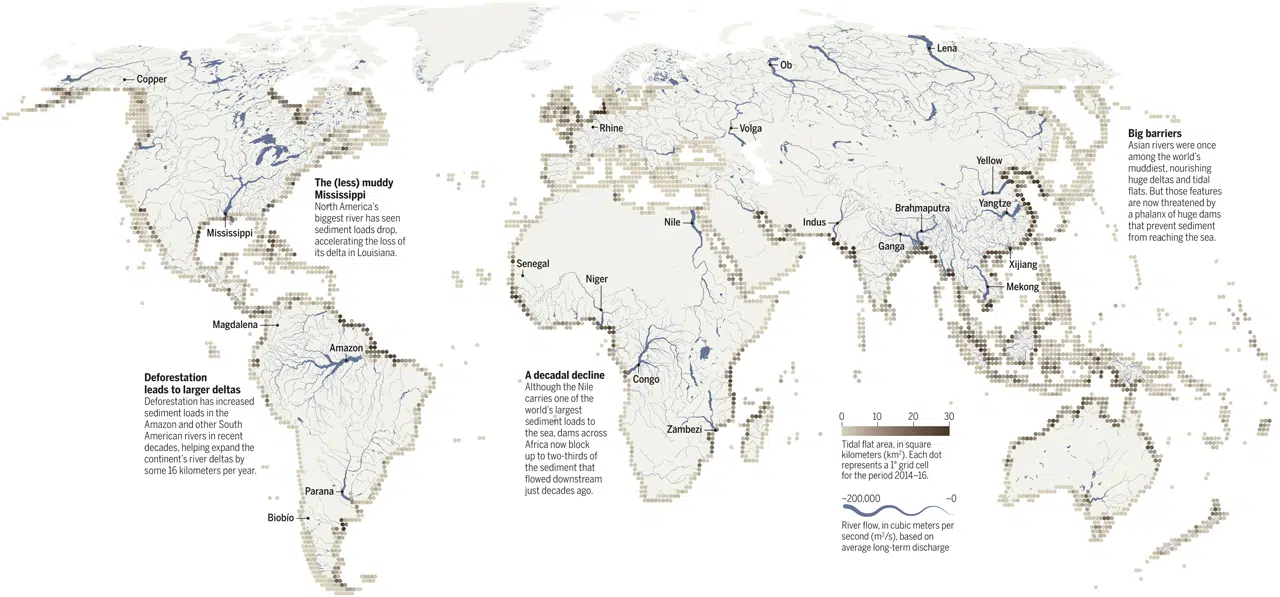 Copper
Lena
Ob
Rhine
Volga
Big barriers
Asian rivers were once
among the world's
muddiest, nourishing
huge deltas and tidal
flats. But those features
are now threatened by
a phalanx of huge dams
that prevent sediment
from reaching the sea.
The (less) muddy
Mississippi
North America's
biggest river has seen
sediment loads drop,
accelerating the loss of
its delta in Louisiana.
Mississippi
Yellow
Yangtze
Brahmaputra
Indus
Ganga
Nile
Xijiang
Mekong
Senegal
Niger
Magdalena
Amazon
Congo
Zambezi
Deforestation
leads to larger deltas
Deforestation has increased
sediment loads in the
Amazon and other South
American rivers in recent
decades, helping expand the
continent's river deltas by
some 16 kilometers per year.
A decadal decline
Although the Nile
carries one of the
world's largest
sediment loads to
the sea, dams across
Africa now block
up to two-thirds of
the sediment that
flowed downstream
just decades ago.
Parana
Biobío
0 10 20 30
Tidal flat area, in square
kilometers (km²). Each dot
represents a 1° grid cell
for the period 2014–16.
~200,000 ~0
River flow, in cubic meters per
second (m³/s), based on
average long-term discharge